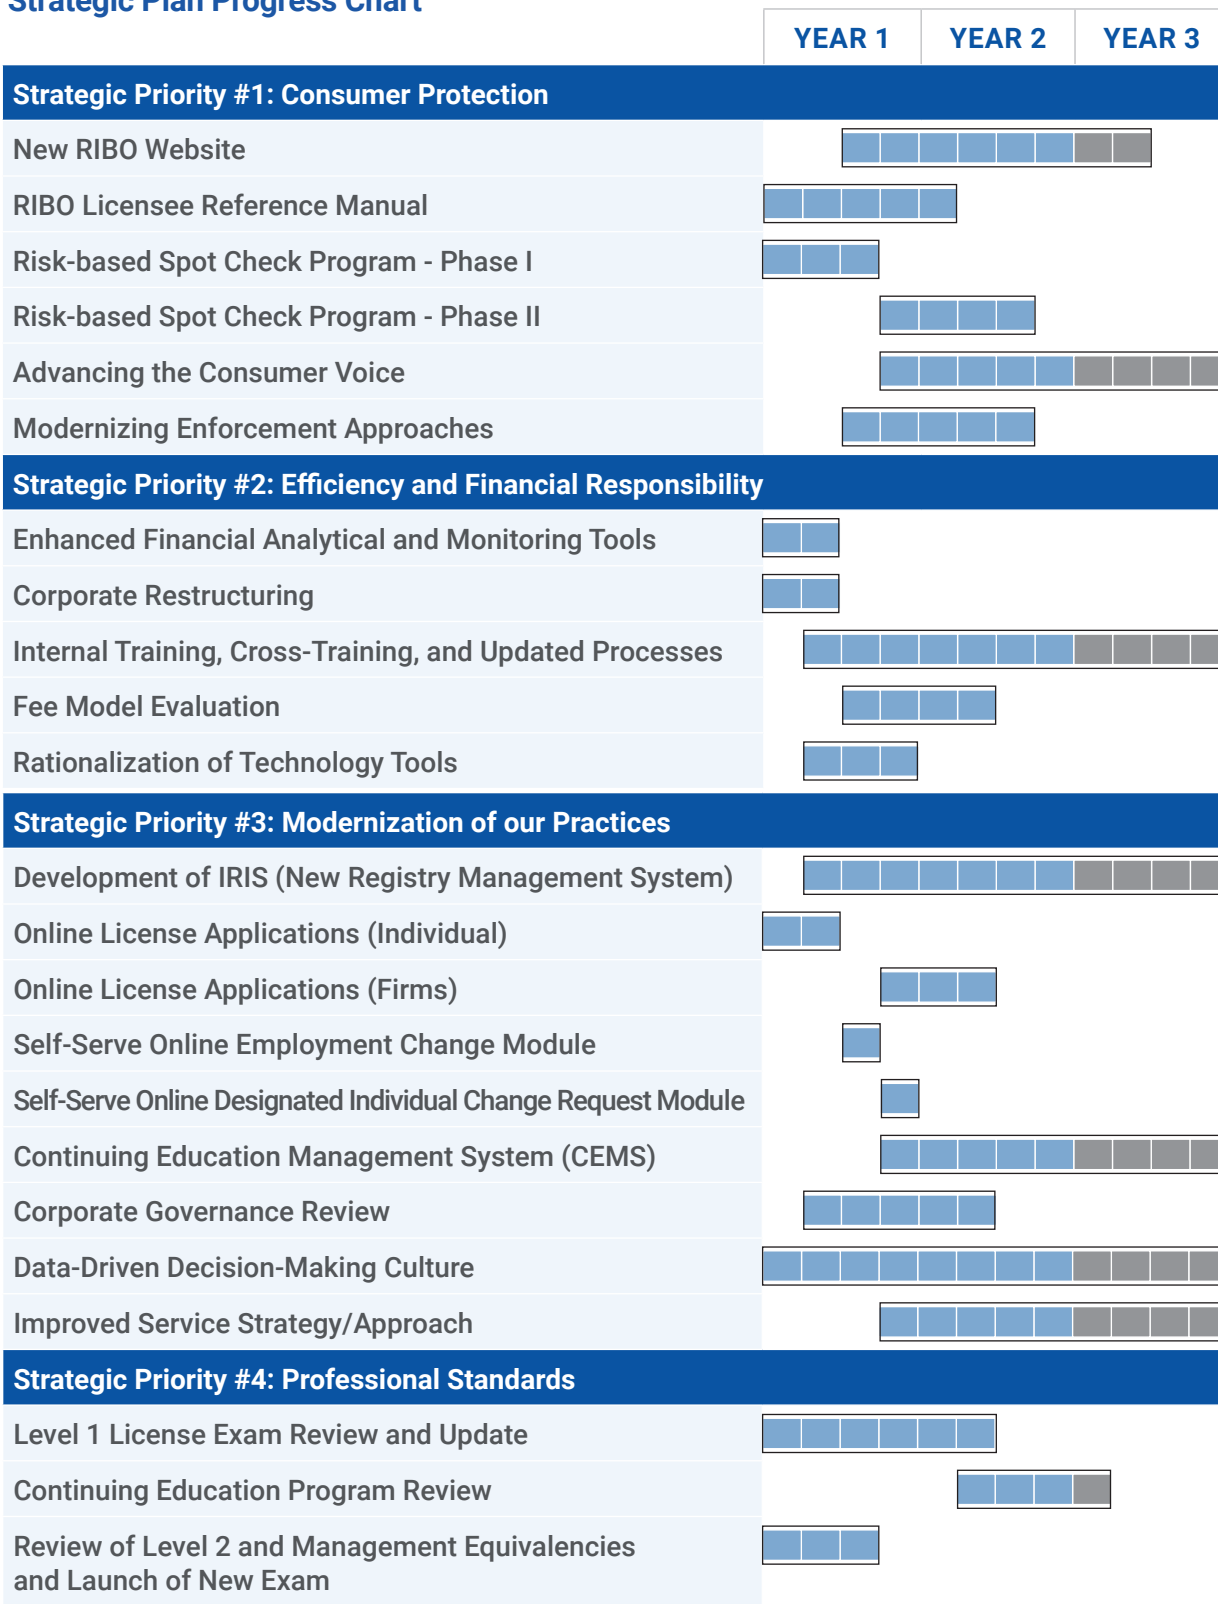 Strategic Plan Progress Chart
YEAR 1 YEAR 2 YEAR 3
Strategic Priority #1: Consumer Protection
New RIBO Website
RIBO Licensee Reference Manual
Risk-based Spot Check Program - Phase I
Risk-based Spot Check Program - Phase II
Advancing the Consumer Voice
Modernizing Enforcement Approaches
Strategic Priority #2: Efficiency and Financial Responsibility
Enhanced Financial Analytical and Monitoring Tools
Corporate Restructuring
Internal Training, Cross-Training, and Updated Processes
Fee Model Evaluation
Rationalization of Technology Tools
Strategic Priority #3: Modernization of our Practices
Development of IRIS (New Registry Management System)
Online License Applications (Individual)
Online License Applications (Firms)
Self-Serve Online Employment Change Module
Self-Serve Online Designated Individual Change Request Module
Continuing Education Management System (CEMS)
Corporate Governance Review
Data-Driven Decision-Making Culture
Improved Service Strategy/Approach
Strategic Priority #4: Professional Standards
Level 1 License Exam Review and Update
Continuing Education Program Review
Review of Level 2 and Management Equivalencies
and Launch of New Exam